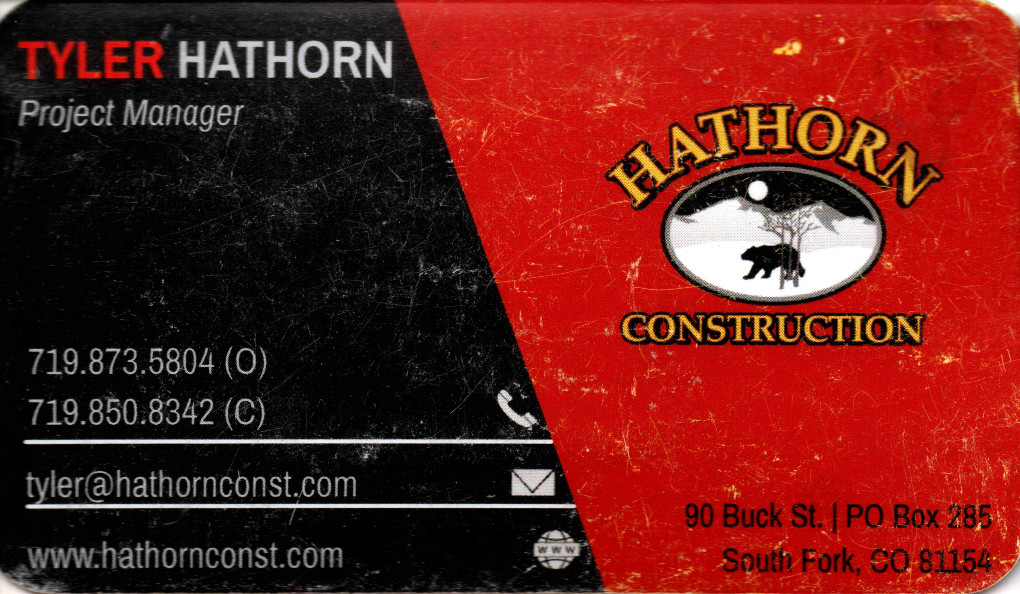 TYLER HATHORN
Project Manager
HATHORN
CONSTRUCTION
719.873.5804 (O)
719.850.8342 (C)
tyler@hathornconst.com
www.hathornconst.com
WWW
90 Buck St. | PO Box 285
South Fork, CO 81154